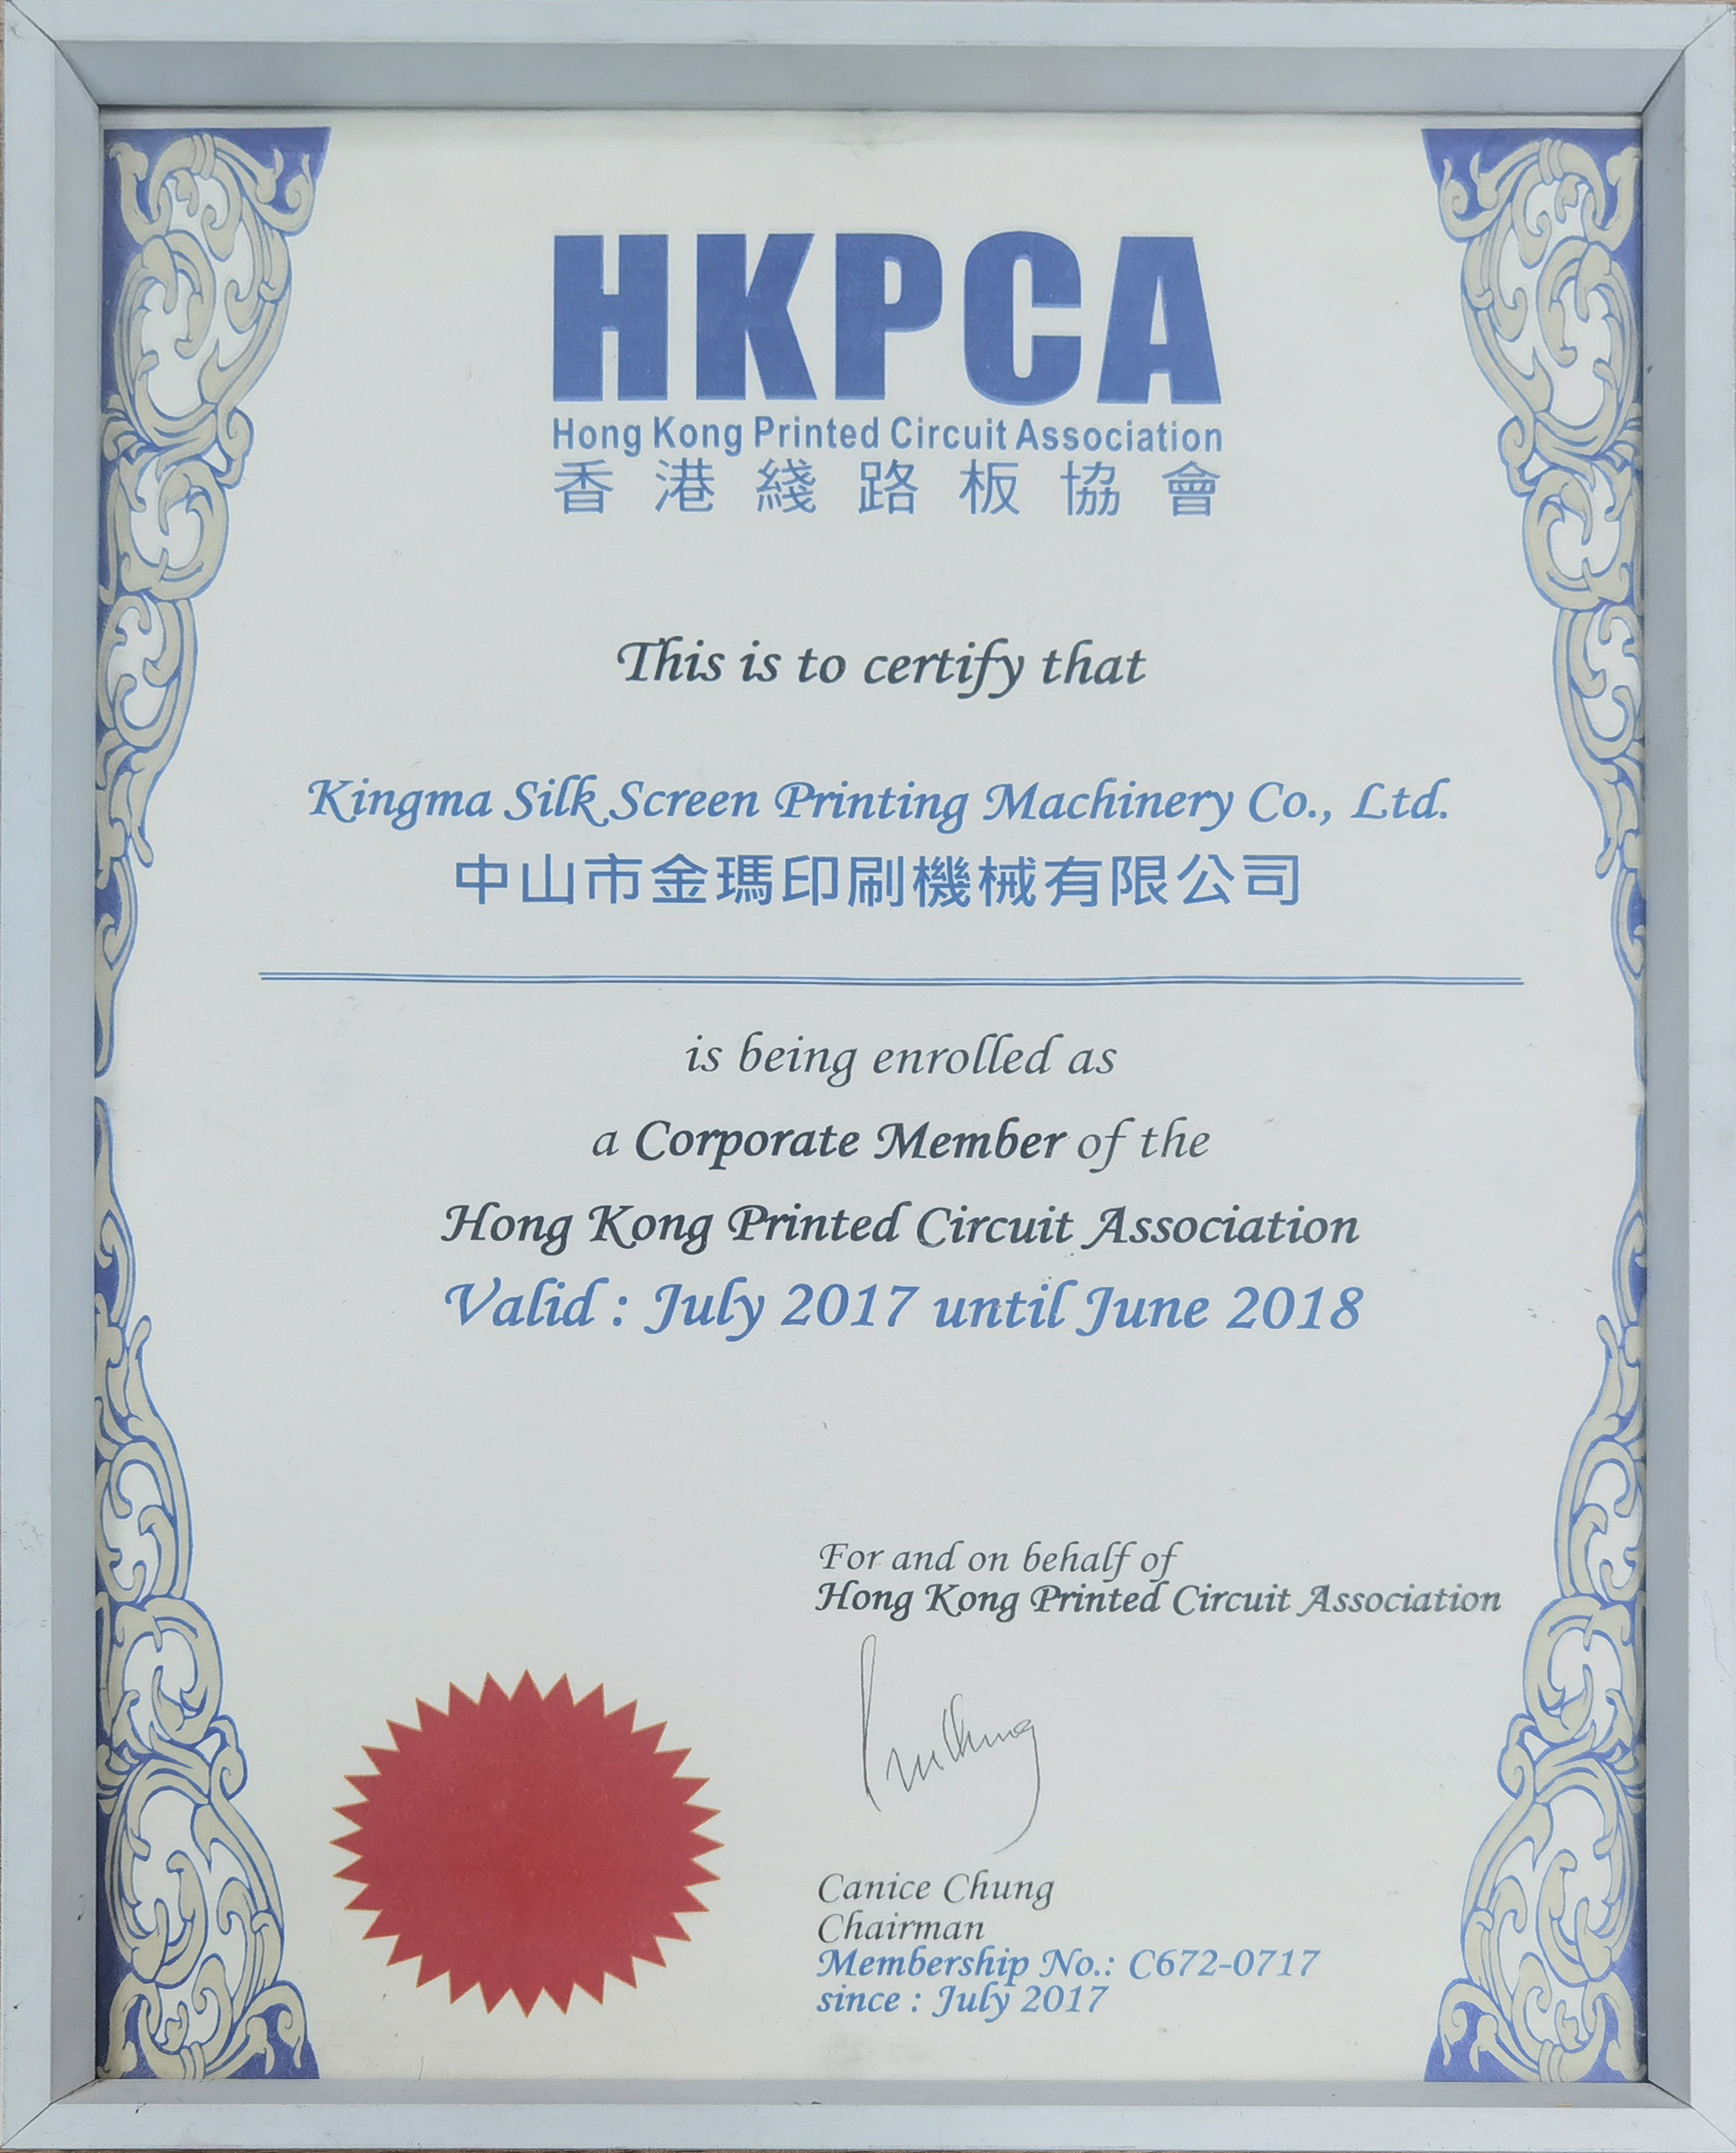 HKPCA
Hong Kong Printed Circuit Association
香港綫路板協會
This is to certify that
Kingma Silk Screen Printing Machinery Co., Ltd.
中山市金瑪印刷機械有限公司
is being enrolled as
a Corporate Member of the
Hong Kong Printed Circuit Association
Valid : July 2017 until June 2018
For and on behalf of
Hong Kong Printed Circuit Association
Canice Chung
Chairman
Membership No.: C672-0717
since : July 2017